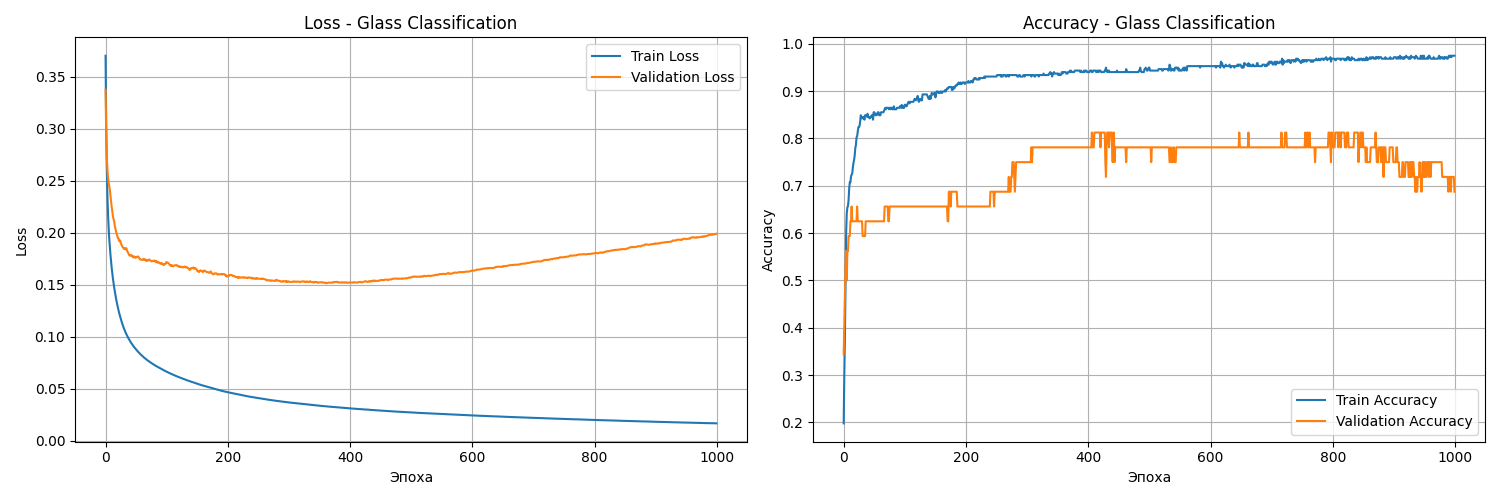 Loss - Glass Classification
Train Loss
Validation Loss
0.35
0.30
0.25
0.20
0.15
0.10
0.05
0.00
Loss
0 200 400 600 800 1000
Эпоха
Accuracy - Glass Classification
1.0
0.9
0.8
0.7
0.6
0.5
0.4
0.3
0.2
Accuracy
Train Accuracy
Validation Accuracy
0 200 400 600 800 1000
Эпоха